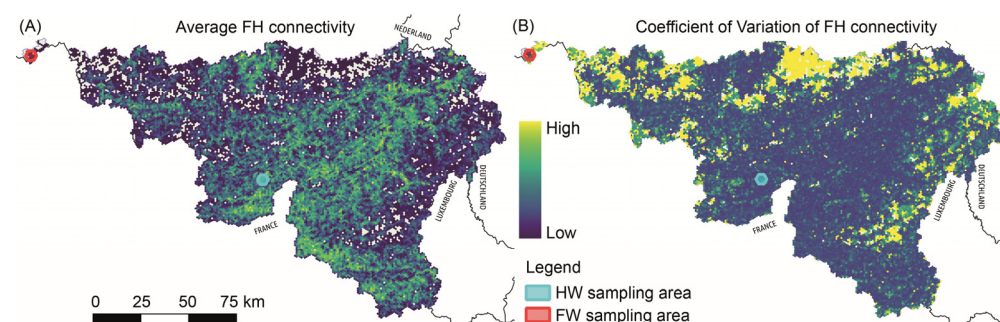 (A) Average FH connectivity
NEDERLAND
DEUTSCHLAND
LUXEMBOURG
FRANCE
0 25 50 75 km
High
Low
Legend
HW sampling area
FW sampling area
(B) Coefficient of Variation of FH connectivity
DEUTSCHLAND
LUXEMBOURG
FRANCE